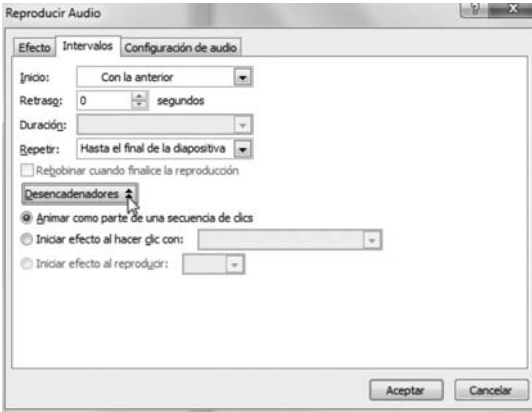 Reproducir Audio
Efecto Intervalos Configuración de audio
Inicio: Con la anterior
Retraso: 0 segundos
Duración:
Repetir: Hasta el final de la diapositiva
Rebobinar cuando finalice la reproducción
Desencadenadores
Animar como parte de una secuencia de clics
Iniciar efecto al hacer clic con:
Iniciar efecto al reproducir:
Aceptar Cancelar